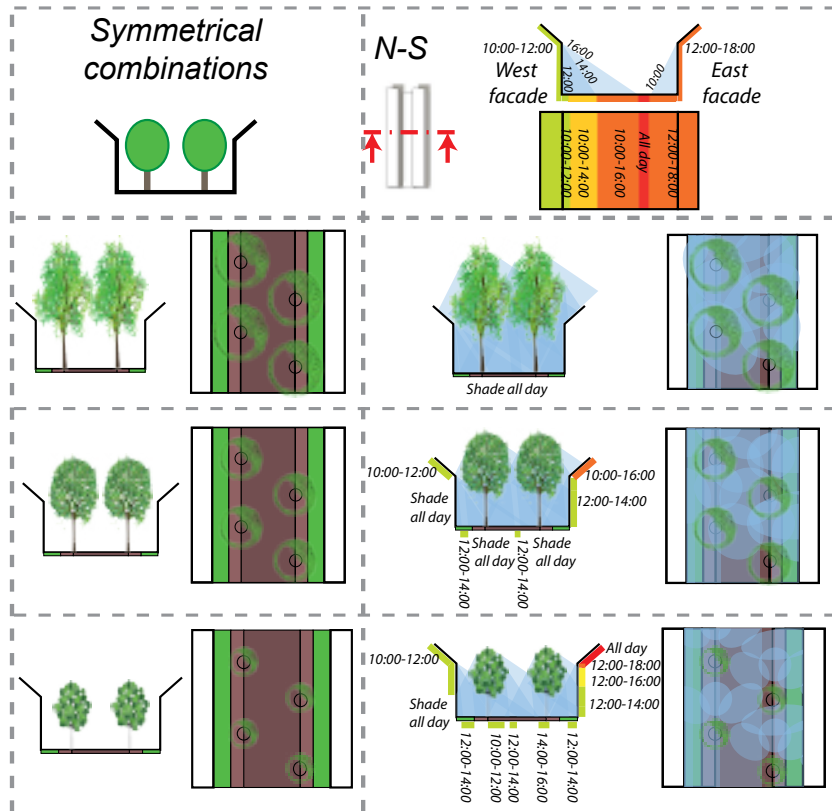 Symmetrical
combinations
N-S
10:00-12:00
West
facade
16:00
14:00
12:00
10:00
12:00-18:00
East
facade
10:00-12:00
10:00-14:00
10:00-16:00
All day
12:00-18:00
Shade all day
10:00-12:00
Shade
all day
10:00-16:00
12:00-14:00
12:00-14:00
Shade
all day
12:00-14:00
Shade
all day
10:00-12:00
Shade
all day
All day
12:00-18:00
12:00-16:00
12:00-14:00
12:00-14:00
10:00-12:00
12:00-14:00
14:00-16:00
12:00-14:00